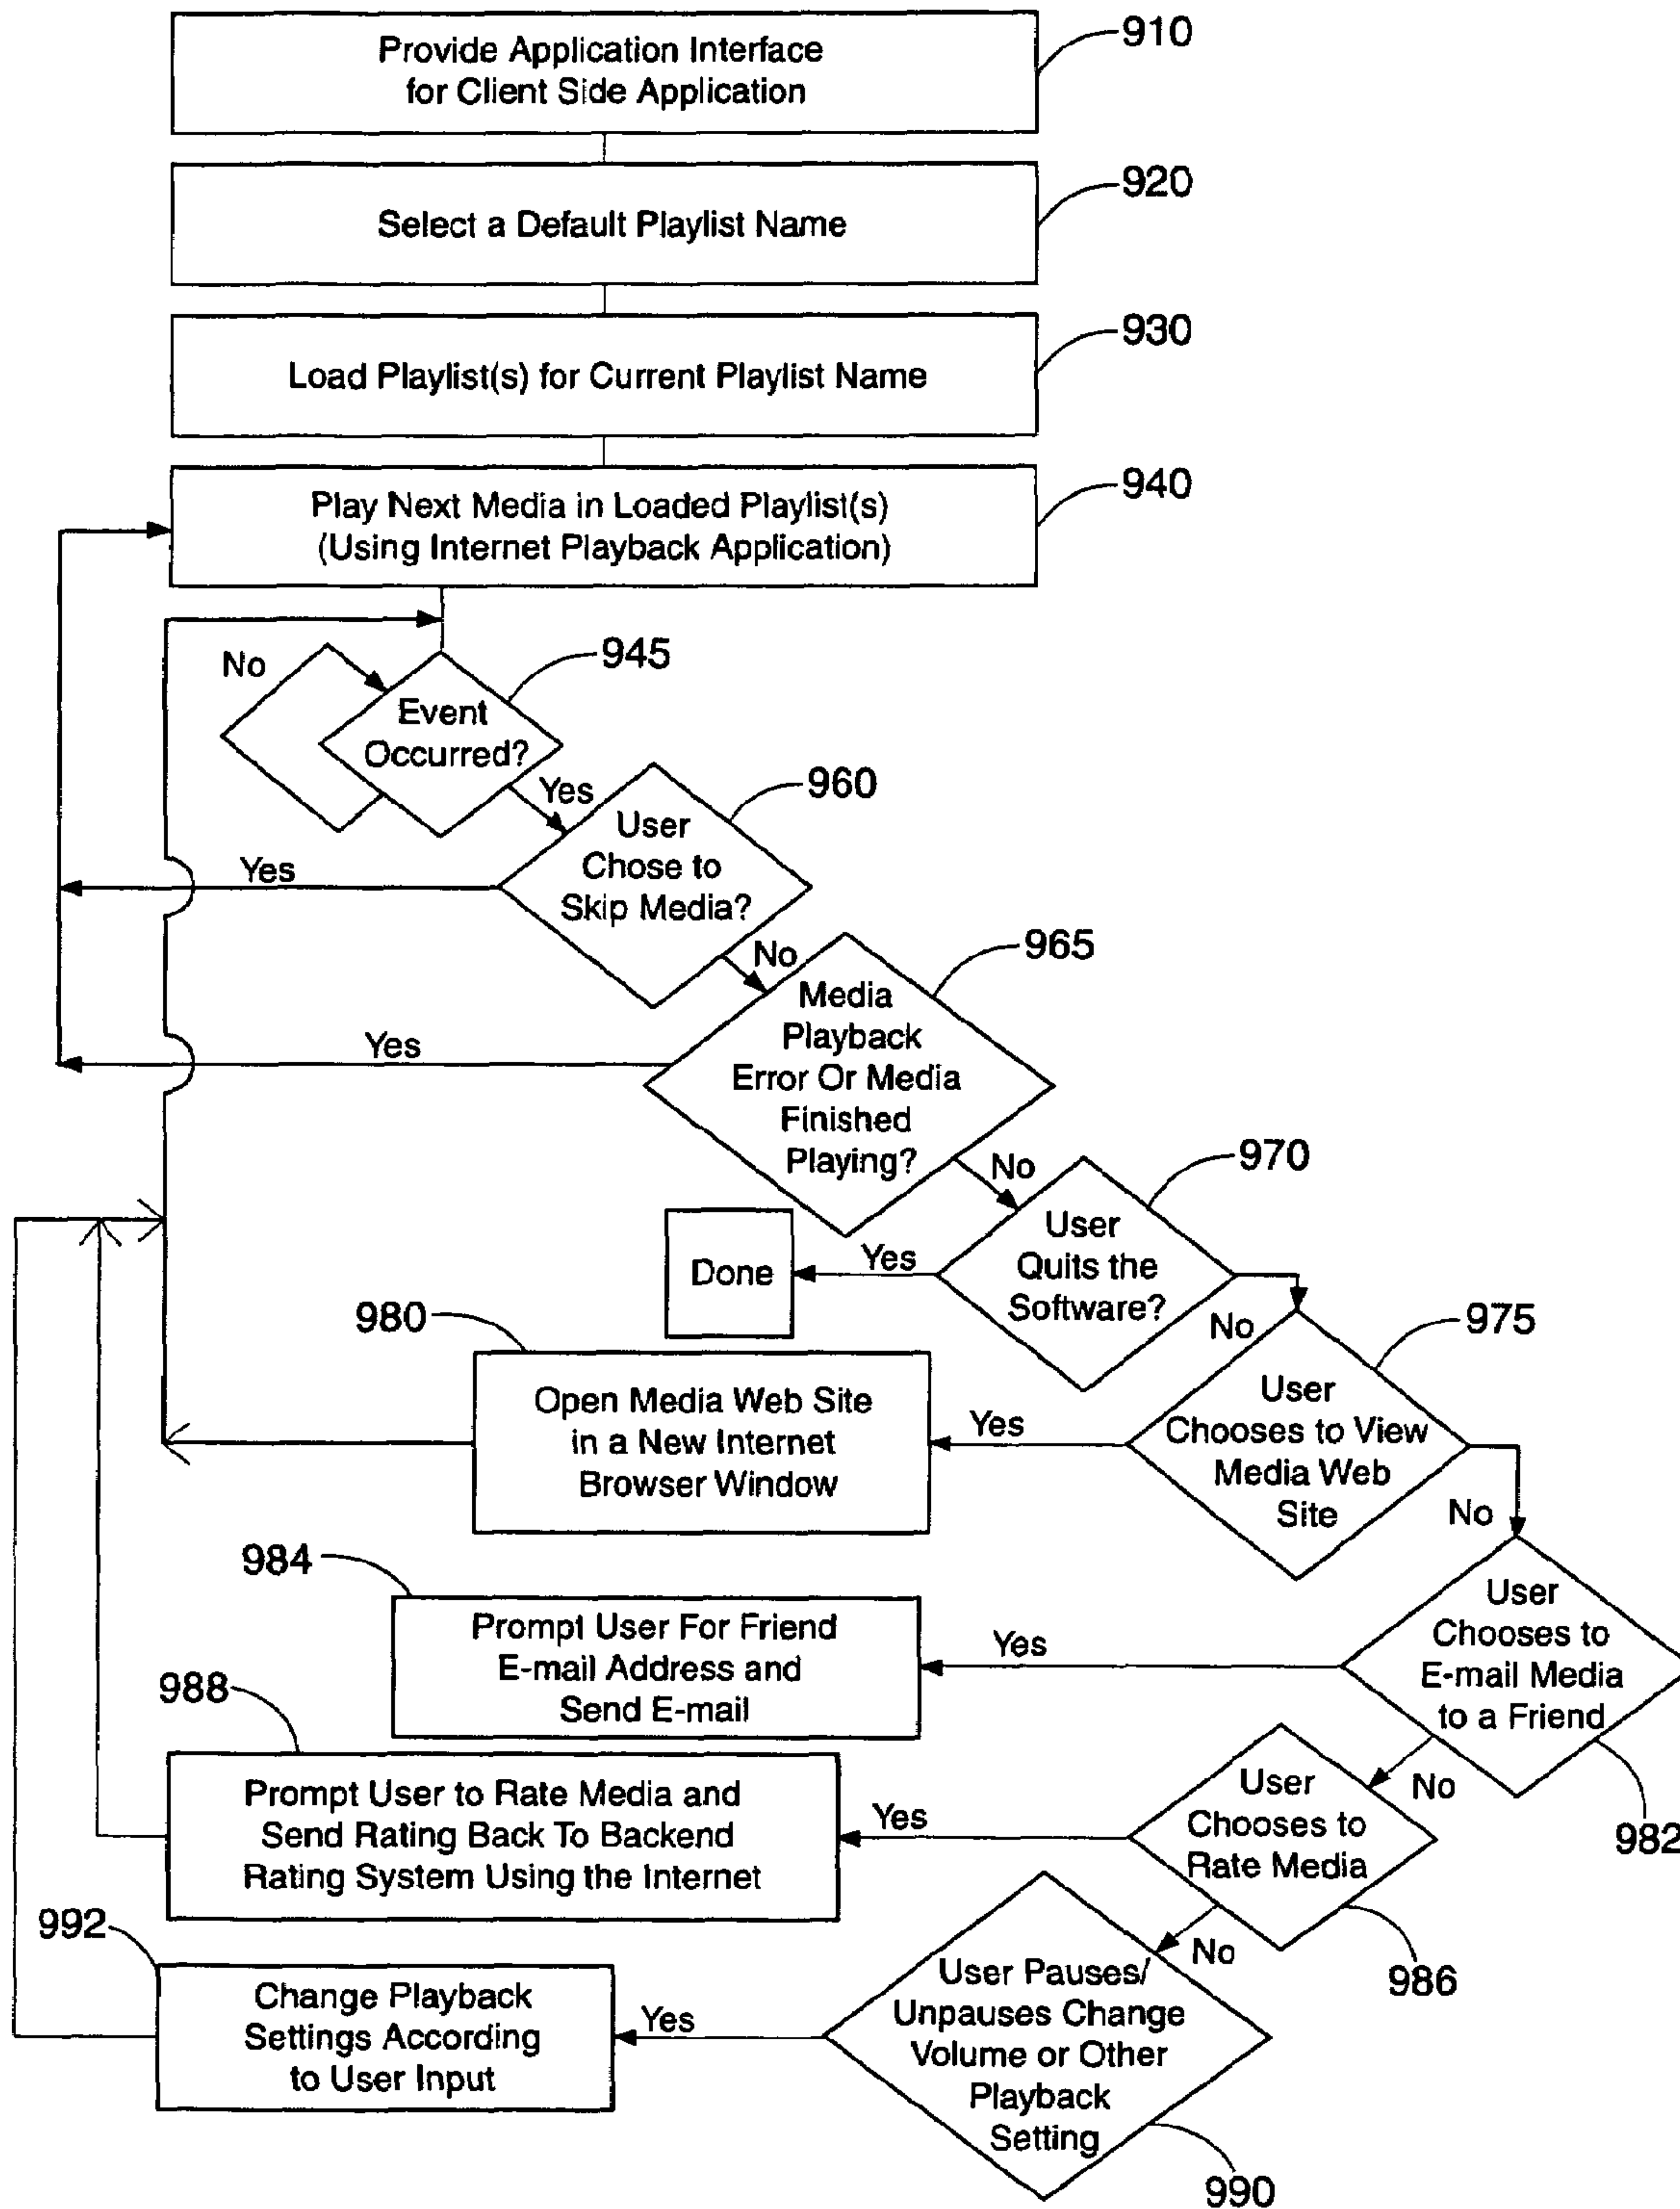 Provide Application Interface
for Client Side Application
910
Select a Default Playlist Name
920
Load Playlist(s) for Current Playlist Name
930
Play Next Media in Loaded Playlist(s)
(Using Internet Playback Application)
940
No
Event
Occurred?
945
Yes
User
Chose to
Skip Media?
960
Yes
No
Media
Playback
Error Or Media
Finished
Playing?
965
Yes
No
User
Quits the
Software?
970
Yes
Done
No
User
Chooses to View
Media Web
Site
975
Yes
Open Media Web Site
in a New Internet
Browser Window
980
No
User
Chooses to
E-mail Media
to a Friend
982
Yes
Prompt User For Friend
E-mail Address and
Send E-mail
984
No
User
Chooses to
Rate Media
986
Yes
Prompt User to Rate Media and
Send Rating Back To Backend
Rating System Using the Internet
988
No
User Pauses/
Unpauses Change
Volume or Other
Playback
Setting
990
Yes
Change Playback
Settings According
to User Input
992